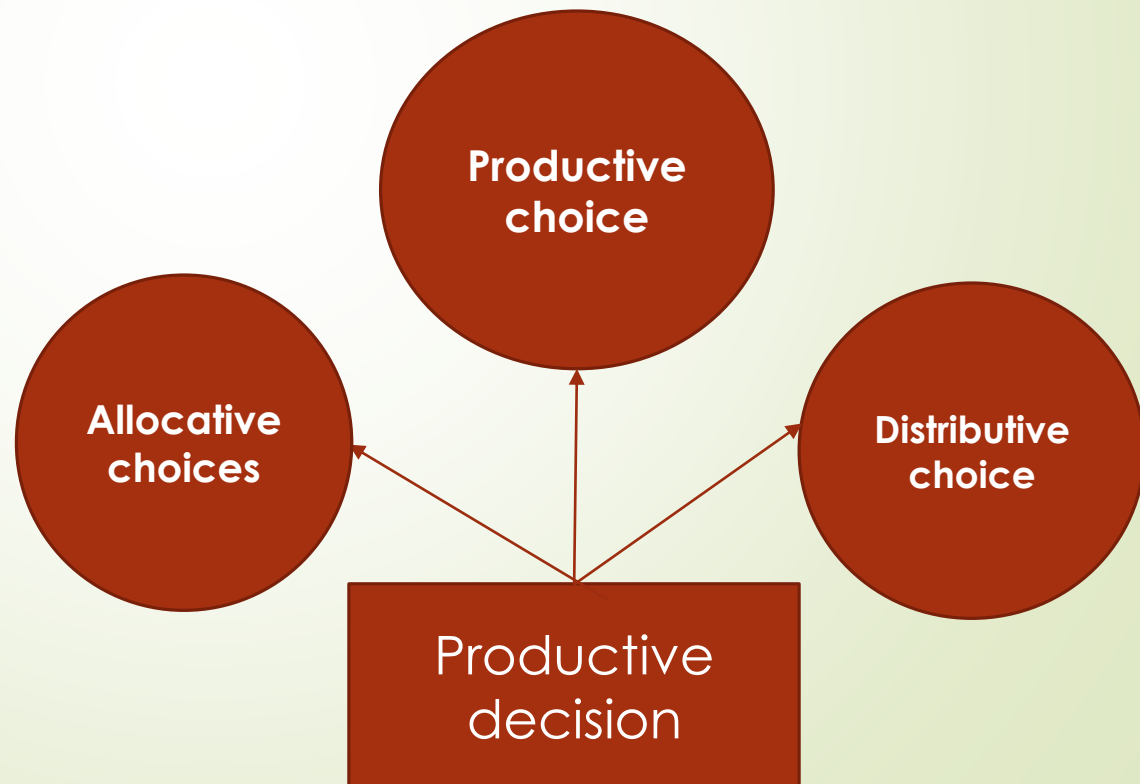 Productive
choice
Allocative
choices
Distributive
choice
Productive
decision